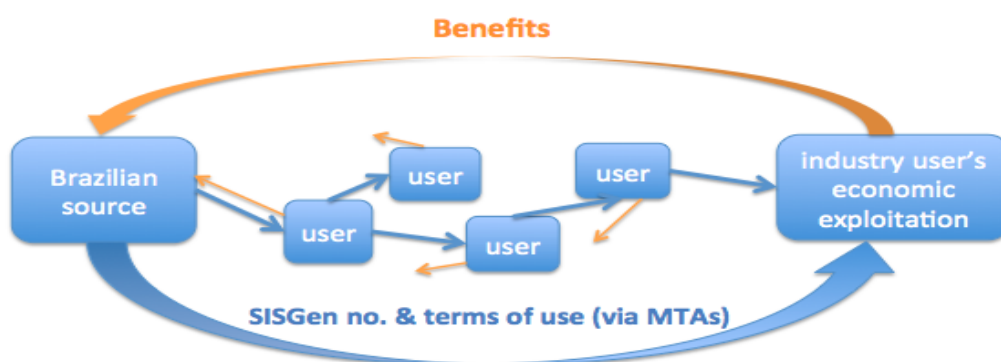 Benefits
Brazilian
source
user
user
user
user
industry user's
economic
exploitation
SISGen no. & terms of use (via MTAs)